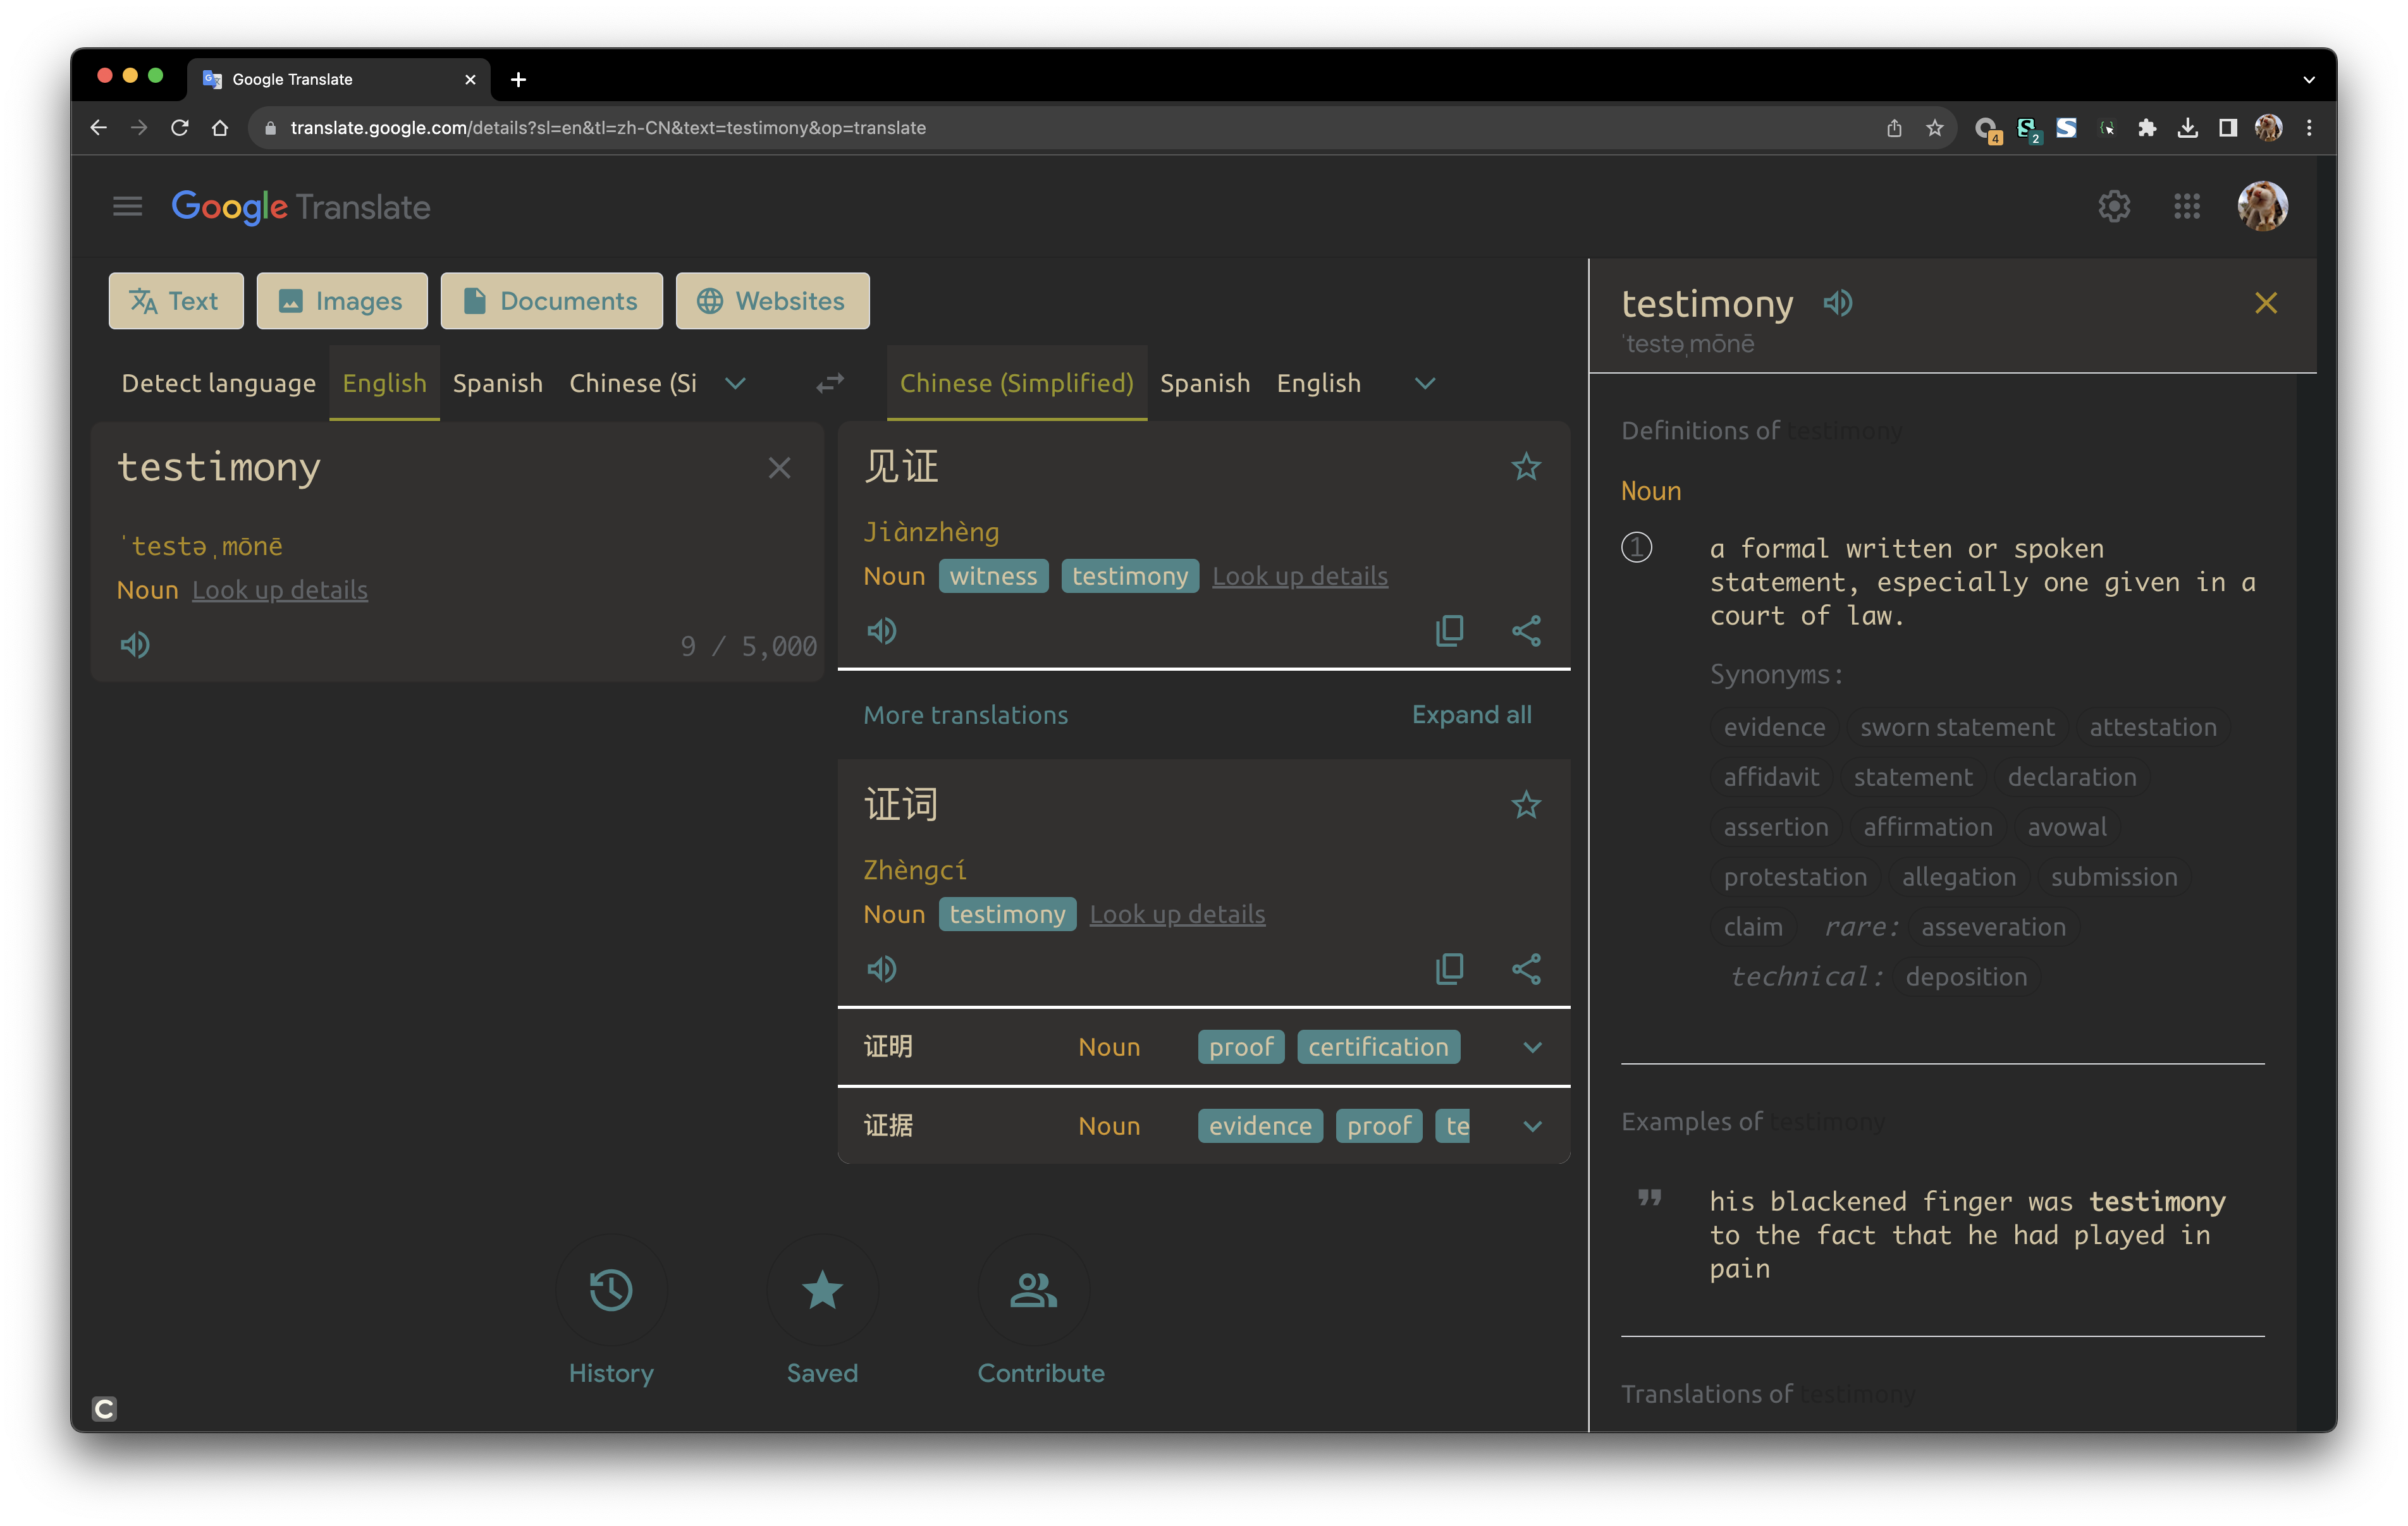 Google Translate
translate.google.com/details?sl=en&tl=zh-CN&text=testimony&op=translate
4
2
Google Translate
Text
Images
Documents
Websites
Detect language
English
Spanish
Chinese (Si
Chinese (Simplified)
Spanish
English
testimony
ˈtestəˌmōnē
Noun Look up details
9 / 5,000
见证
Jiànzhèng
Noun witness testimony Look up details
More translations
Expand all
证词
Zhèngcí
Noun testimony Look up details
证明 Noun proof certification
证据 Noun evidence proof te
History
Saved
Contribute
testimony
ˈtestəˌmōnē
Definitions of testimony
Noun
1
a formal written or spoken
statement, especially one given in a
court of law.
Synonyms:
evidence sworn statement attestation
affidavit statement declaration
assertion affirmation avowal
protestation allegation submission
claim rare: asseveration
technical: deposition
Examples of testimony
his blackened finger was testimony
to the fact that he had played in
pain
Translations of testimony